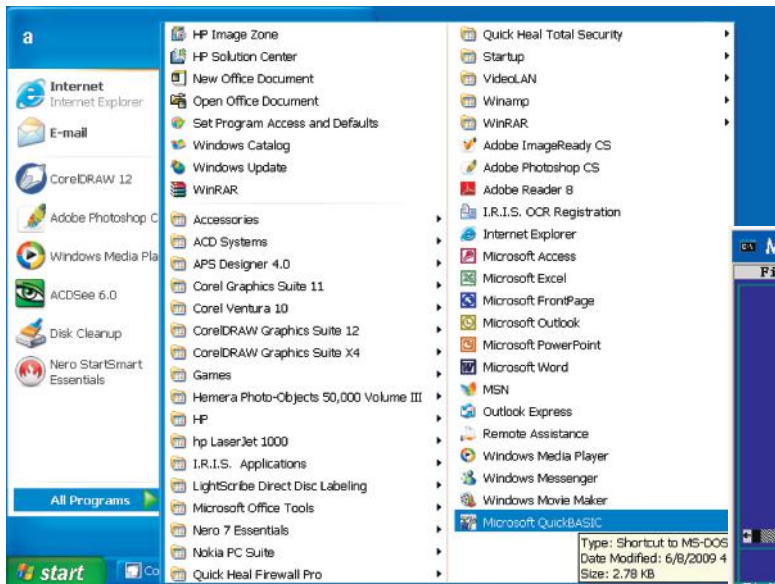 a
Internet
Internet Explorer
E-mail
CorelDRAW 12
Adobe Photoshop C
Windows Media Pla
ACDSee 6.0
Disk Cleanup
Nero StartSmart
Essentials
All Programs
start
Co
HP Image Zone
HP Solution Center
New Office Document
Open Office Document
Set Program Access and Defaults
Windows Catalog
Windows Update
WinRAR
Accessories
ACD Systems
APS Designer 4.0
Corel Graphics Suite 11
Corel Ventura 10
CorelDRAW Graphics Suite 12
CorelDRAW Graphics Suite X4
Games
Hemera Photo-Objects 50,000 Volume III
HP
hp LaserJet 1000
I.R.I.S. Applications
LightScribe Direct Disc Labeling
Microsoft Office Tools
Nero 7 Essentials
Nokia PC Suite
Quick Heal Firewall Pro
Quick Heal Total Security
Startup
VideoLAN
Winamp
WinRAR
Adobe ImageReady CS
Adobe Photoshop CS
Adobe Reader 8
I.R.I.S. OCR Registration
Internet Explorer
Microsoft Access
Microsoft Excel
Microsoft FrontPage
Microsoft Outlook
Microsoft PowerPoint
Microsoft Word
MSN
Outlook Express
Remote Assistance
Windows Media Player
Windows Messenger
Windows Movie Maker
Microsoft QuickBASIC
Type: Shortcut to MS-DOS
Date Modified: 6/8/2009 4
Size: 2.78 KB
M
Fi